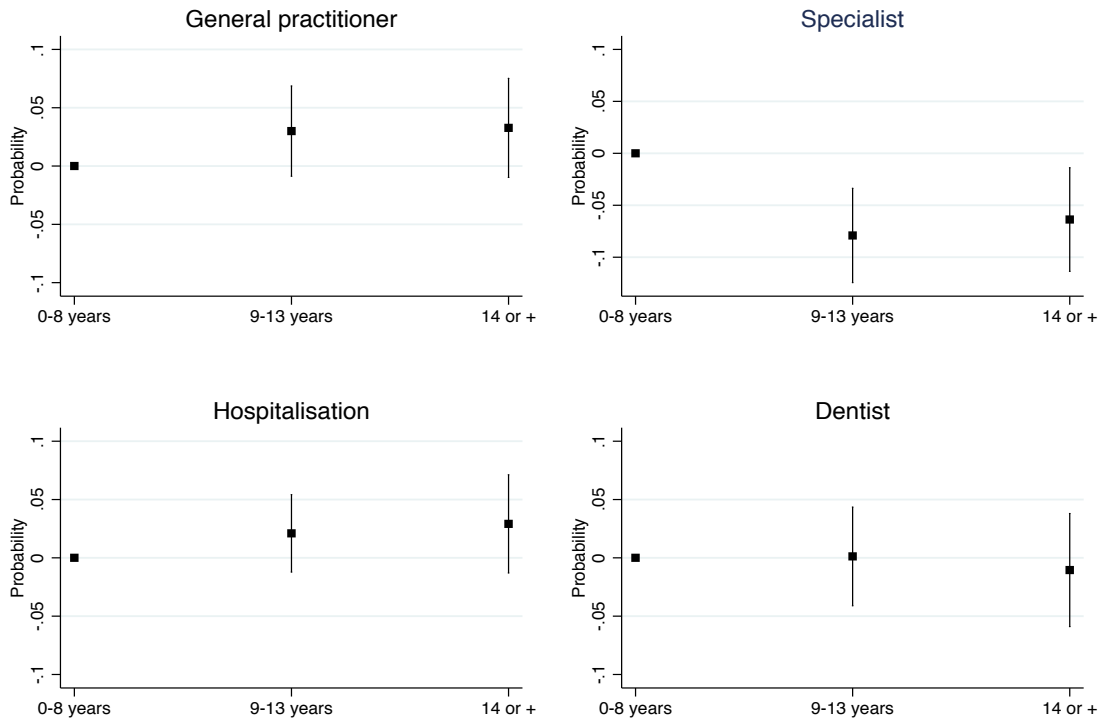 General practitioner
Probability
.1
.05
0
-.05
-.1
0-8 years 9-13 years 14 or +
Specialist
Probability
.1
.05
0
-.05
-.1
0-8 years 9-13 years 14 or +
Hospitalisation
Probability
.1
.05
0
-.05
-.1
0-8 years 9-13 years 14 or +
Dentist
Probability
.1
.05
0
-.05
-.1
0-8 years 9-13 years 14 or +